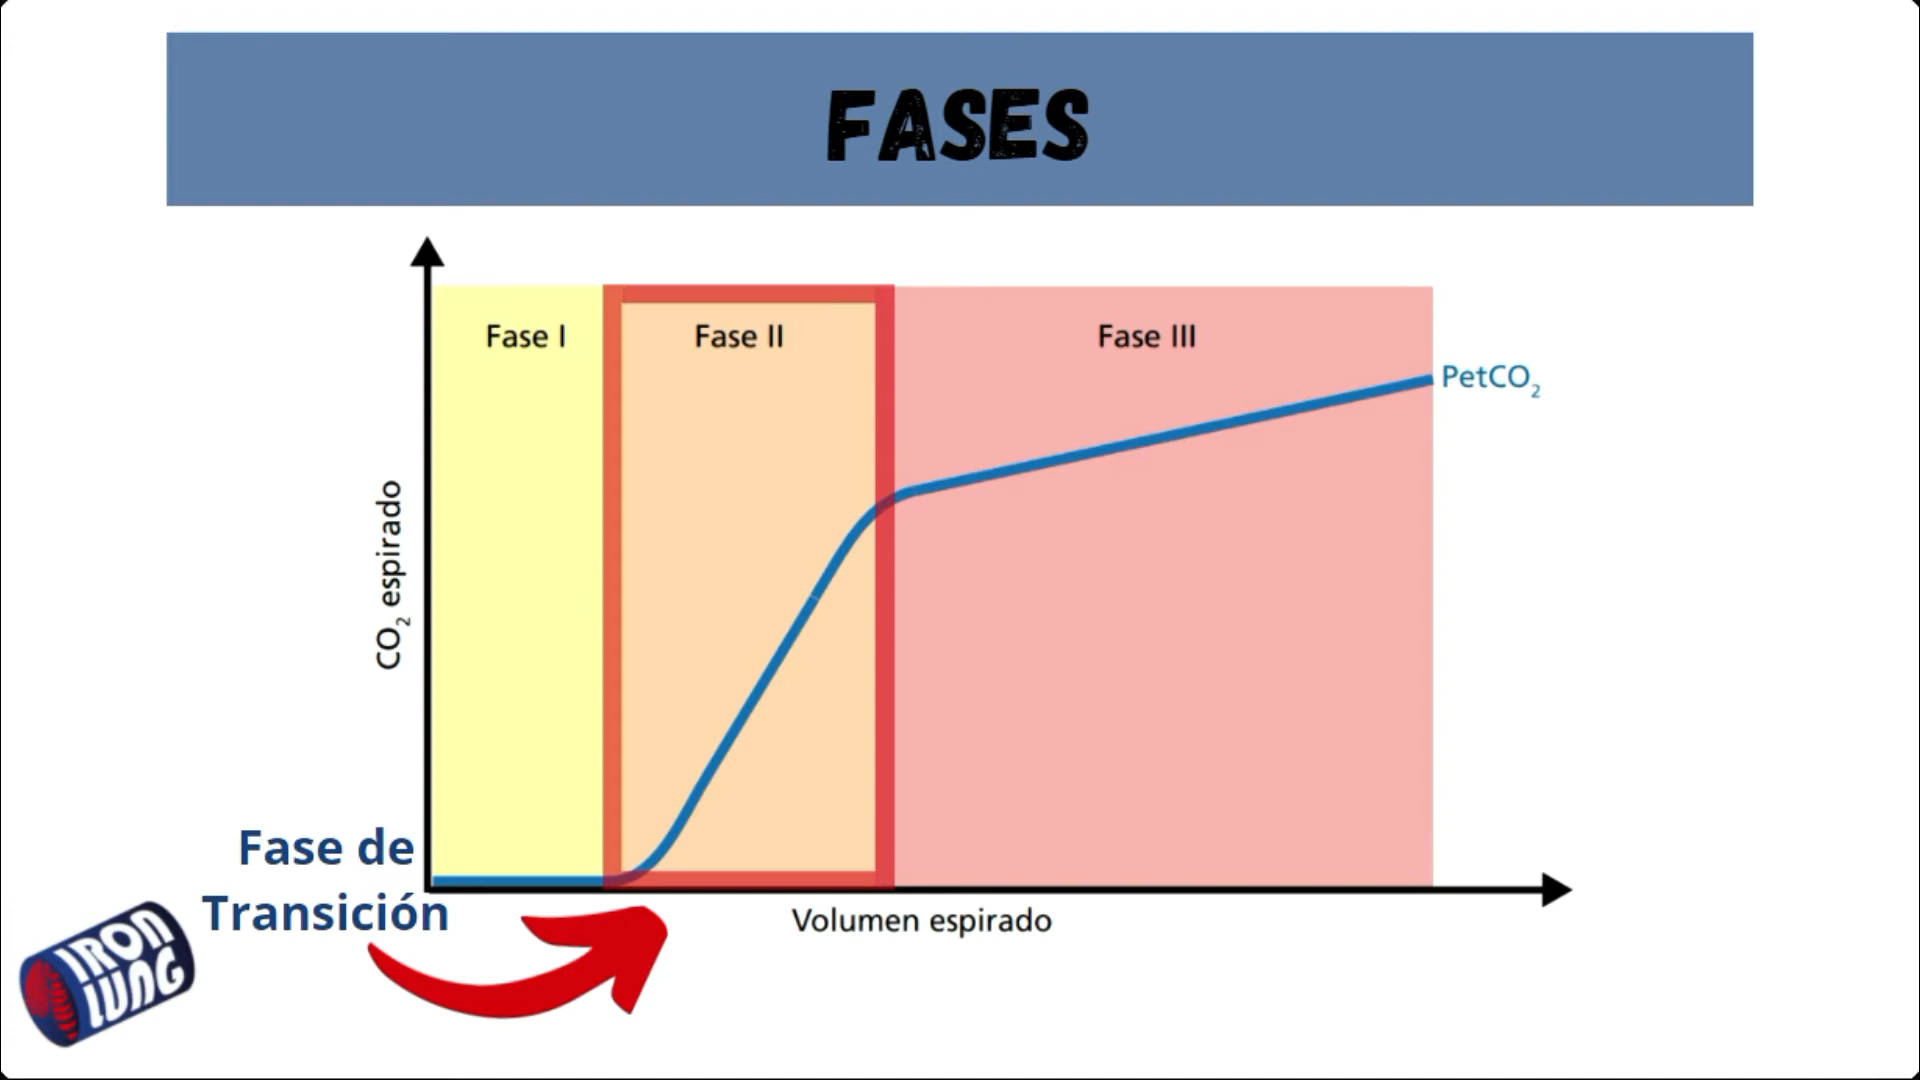 FASES
Fase I
Fase II
Fase III
PetCO₂
CO₂ espirado
Fase de
Transición
Volumen espirado
IRON
LUNG